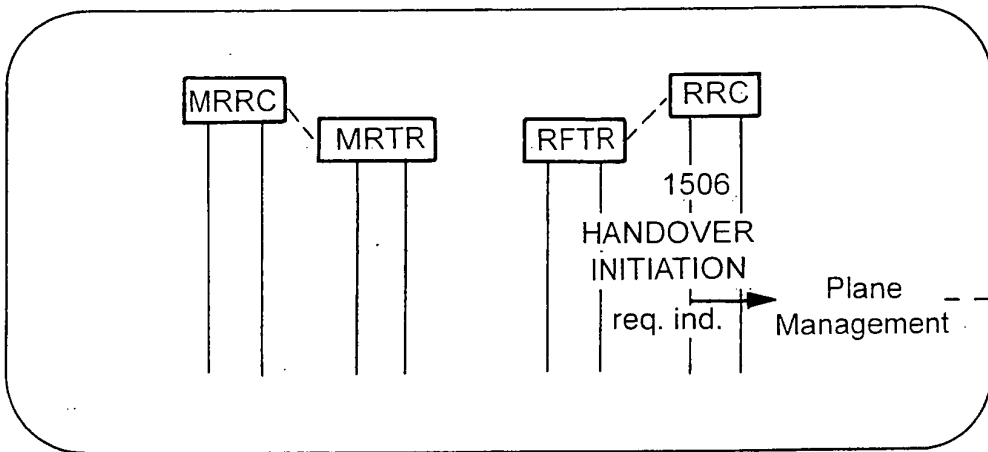 MRRC
RRC
MRTR
RFTR
1506
HANDOVER
INITIATION
req. ind.
Plane
Management